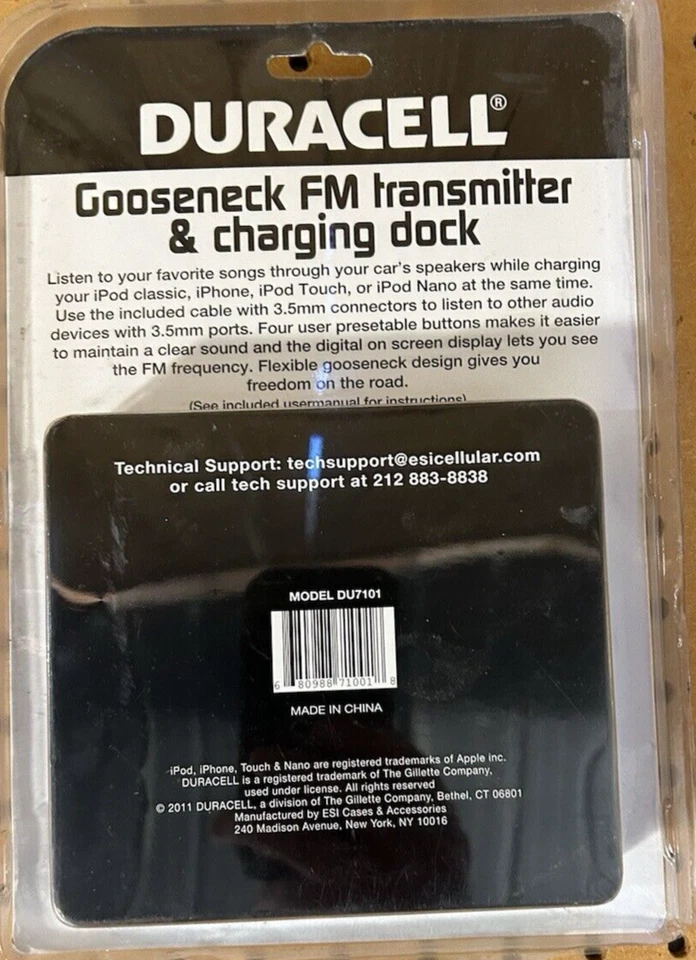 DURACELL®
Gooseneck FM transmitter
& charging dock
Listen to your favorite songs through your car's speakers while charging
your iPod classic, iPhone, iPod Touch, or iPod Nano at the same time.
Use the included cable with 3.5mm connectors to listen to other audio
devices with 3.5mm ports. Four user presetable buttons makes it easier
to maintain a clear sound and the digital on screen display lets you see
the FM frequency. Flexible gooseneck design gives you
freedom on the road.
(See included usermanual for instructions)
Technical Support: techsupport@esicellular.com
or call tech support at 212 883-8838
MODEL DU7101
6 80988 71001 8
MADE IN CHINA
iPod, iPhone, Touch & Nano are registered trademarks of Apple inc.
DURACELL is a registered trademark of The Gillette Company,
used under license. All rights reserved
© 2011 DURACELL, a division of The Gillette Company, Bethel, CT 06801
Manufactured by ESI Cases & Accessories
240 Madison Avenue, New York, NY 10016